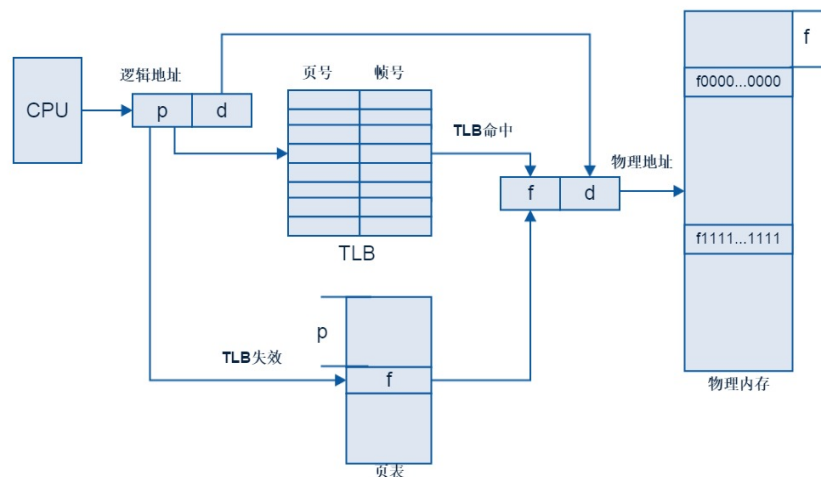 逻辑地址
CPU
p
d
页号
帧号
TLB
TLB命中
f
d
物理地址
f
f0000...0000
f1111...1111
物理内存
TLB失效
p
f
页表